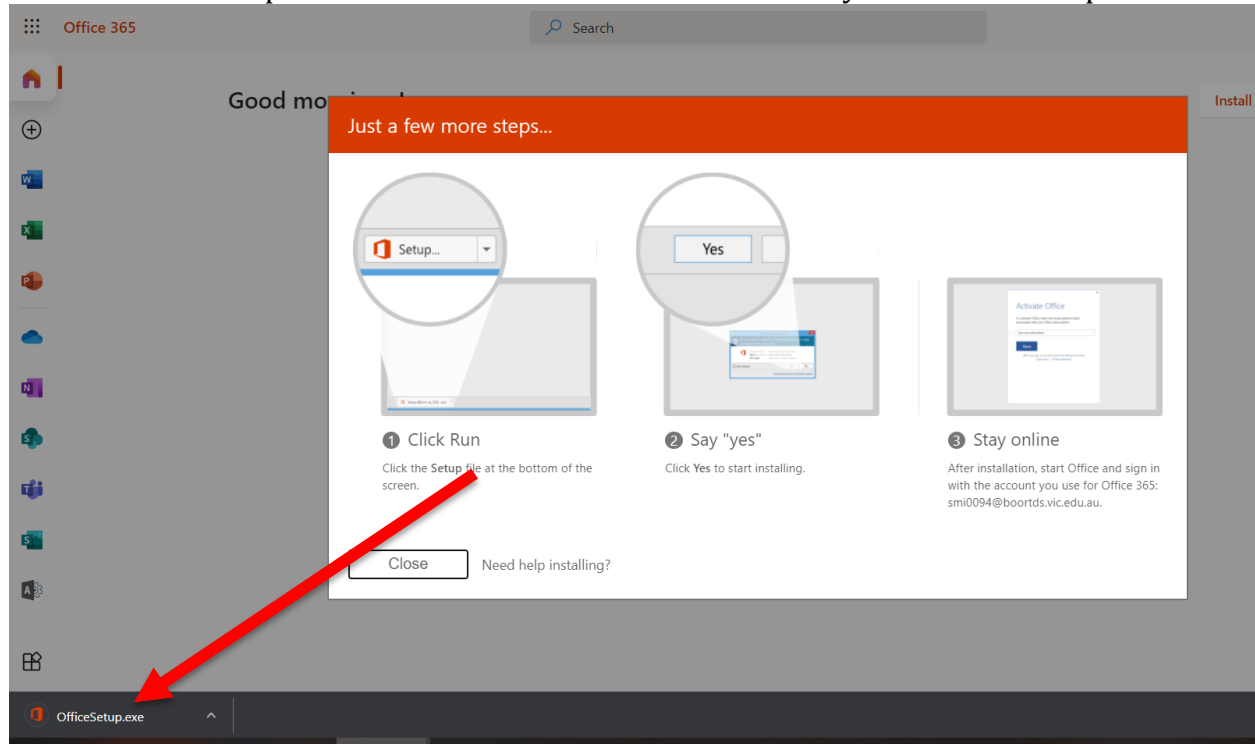 Office 365
Search
Good mo
Install
Just a few more steps...
Setup...
Yes
Activate Office
1 Click Run
2 Say "yes"
3 Stay online
Click the Setup file at the bottom of the
screen.
Click Yes to start installing.
After installation, start Office and sign in
with the account you use for Office 365:
smi0094@boortds.vic.edu.au.
Close
Need help installing?
OfficeSetup.exe